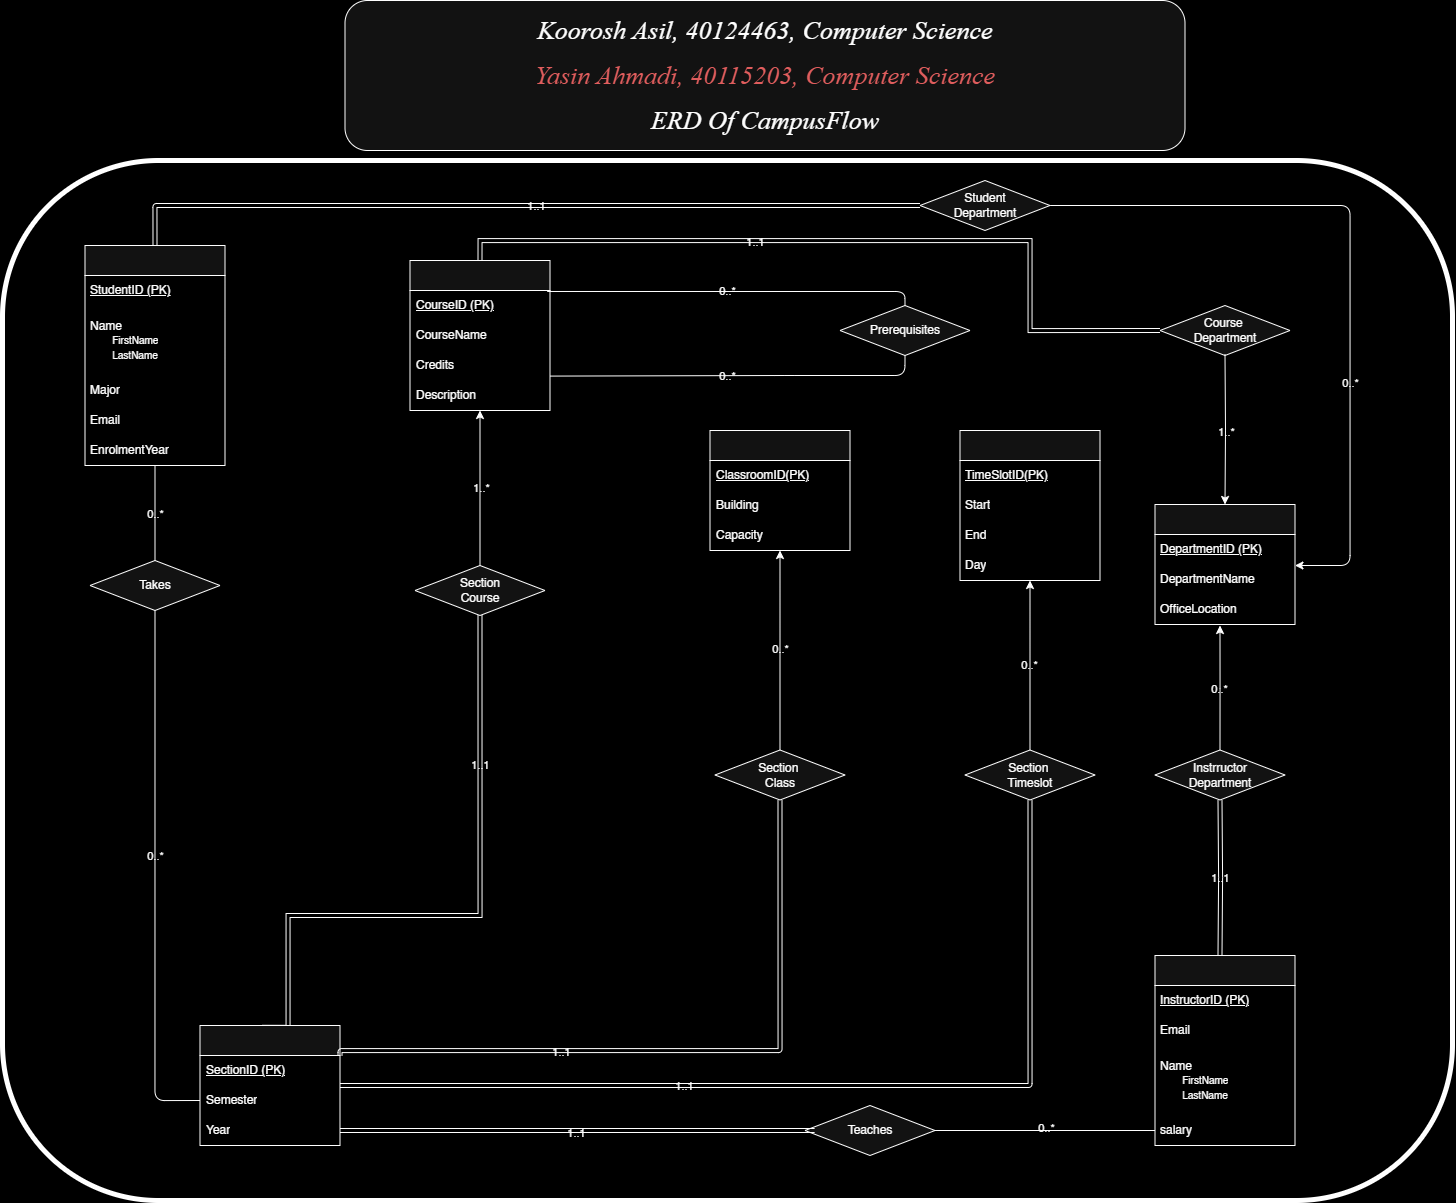 Koorosh Asil, 40124463, Computer Science
Yasin Ahmadi, 40115203, Computer Science
ERD Of CampusFlow
Student
Department
1..1
0..*
StudentID (PK)
Name
FirstName
LastName
Major
Email
EnrolmentYear
CourseID (PK)
CourseName
Credits
Description
1..1
0..*
Prerequisites
0..*
Course
Department
1..*
ClassroomID(PK)
Building
Capacity
TimeSlotID(PK)
Start
End
Day
DepartmentID (PK)
DepartmentName
OfficeLocation
0..*
Takes
0..*
1..*
Section
Course
1..1
0..*
Section
Class
1..1
0..*
Section
Timeslot
1..1
0..*
Instrructor
Department
1..1
SectionID (PK)
Semester
Year
1..1
Teaches
0..*
InstructorID (PK)
Email
Name
FirstName
LastName
salary